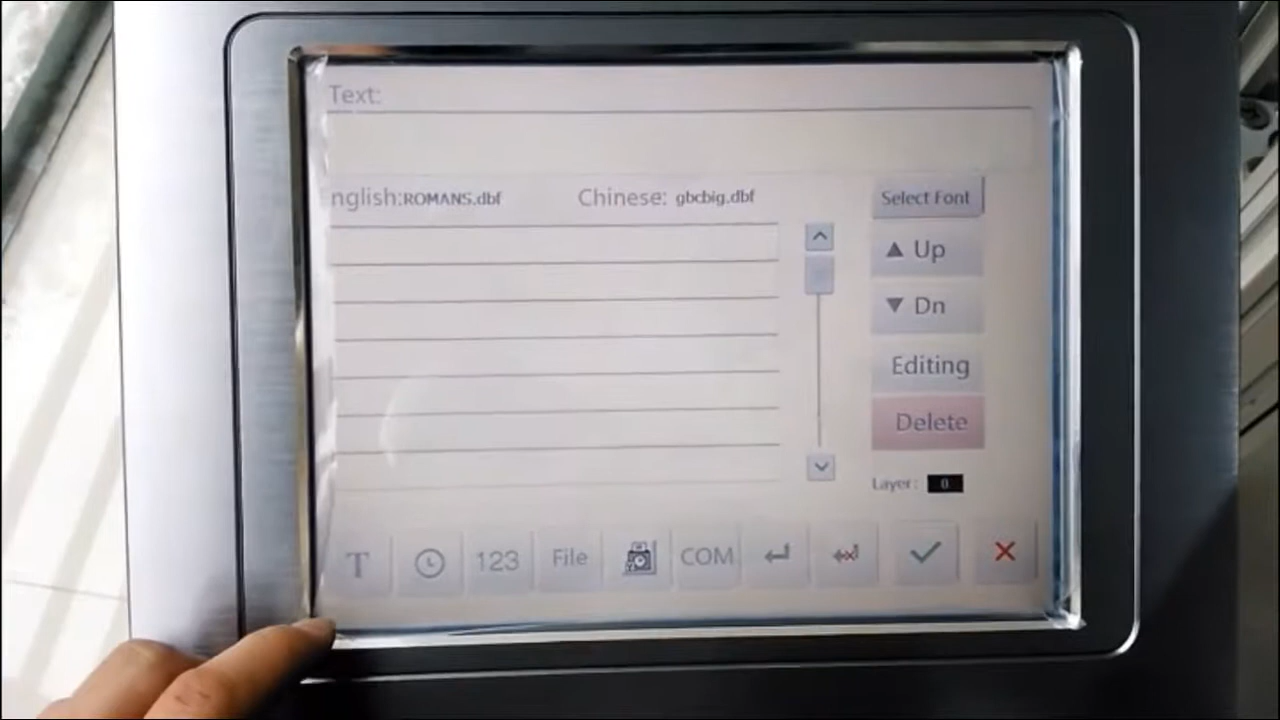 Text:
nglish:ROMANS.dbf Chinese: gbcbig.dbf Select Font
Up
Dn
Editing
Delete
Layer: 0
T 123 File COM